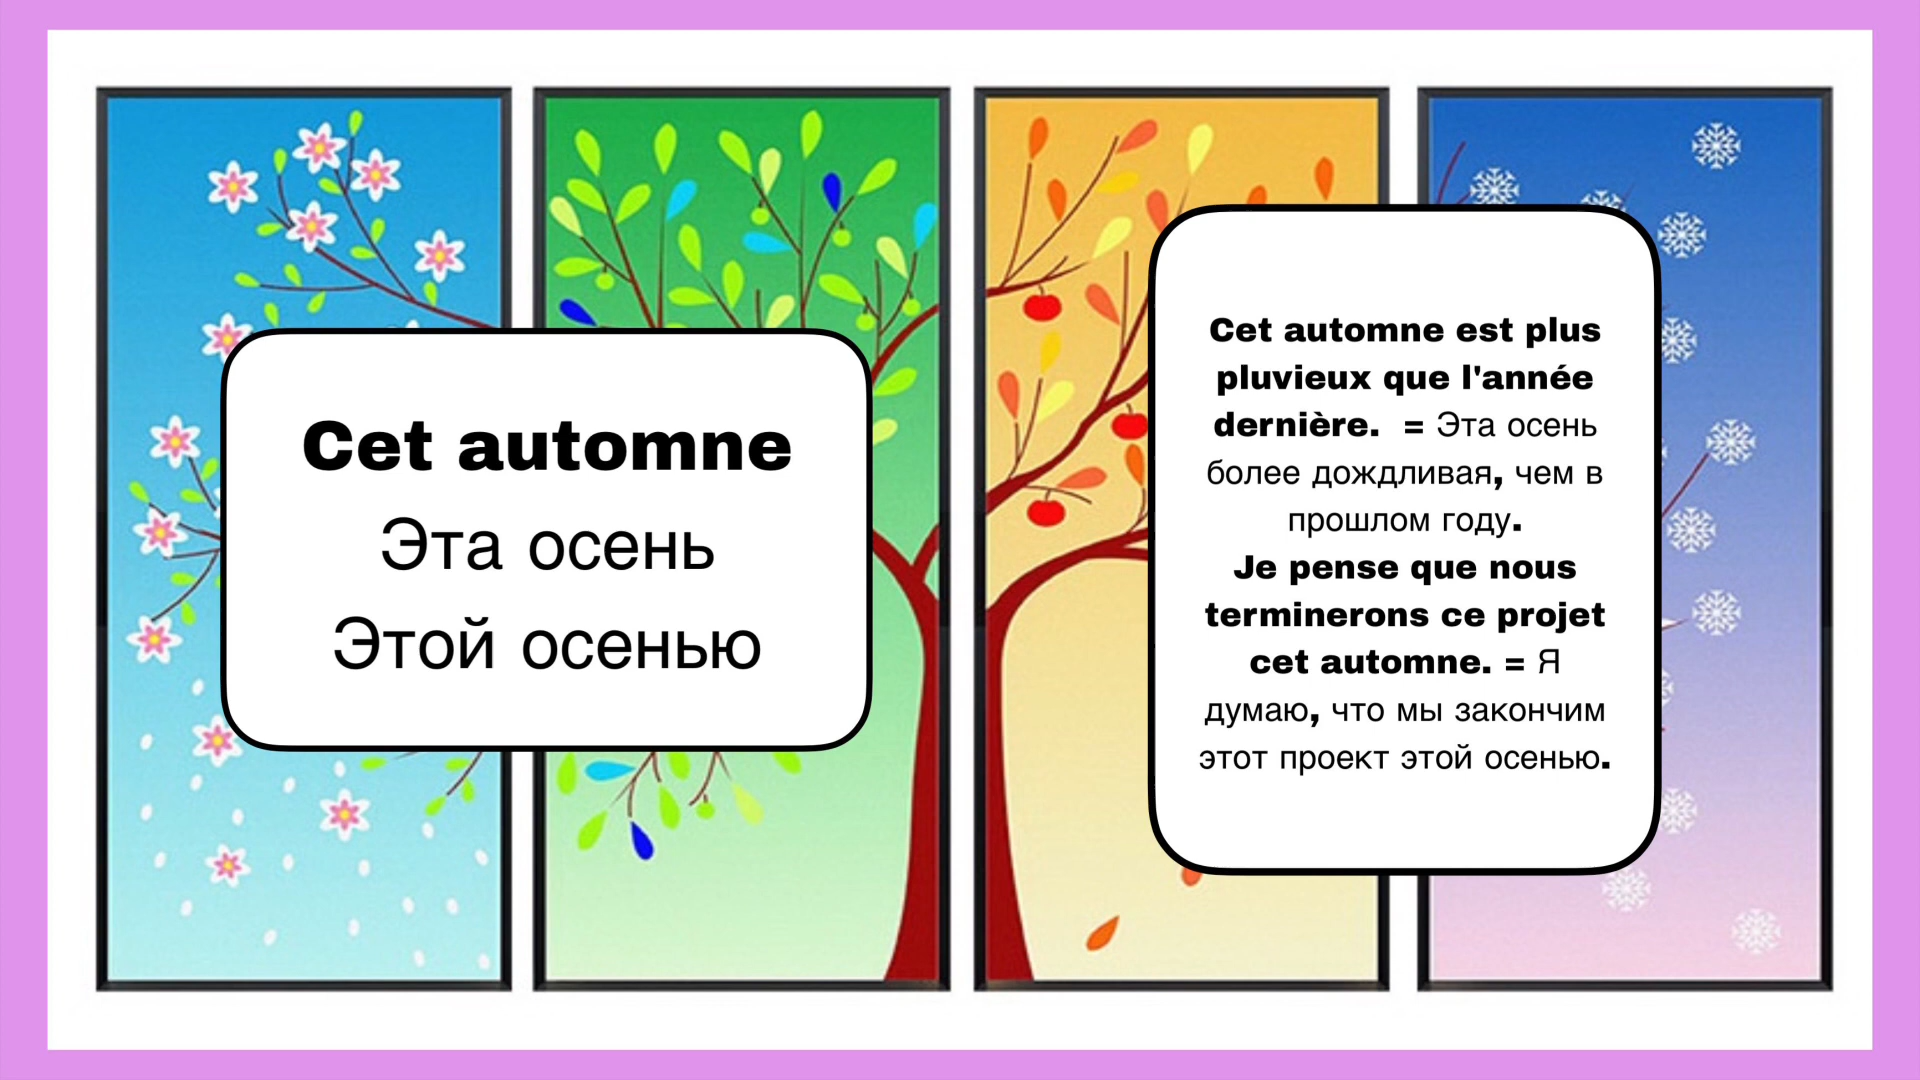 Cet automne
Эта осень
Этой осенью
Cet automne est plus
pluvieux que l'année
dernière.  = Эта осень
более дождливая, чем в
прошлом году.
Je pense que nous
terminerons ce projet
cet automne. = Я
думаю, что мы закончим
этот проект этой осенью.